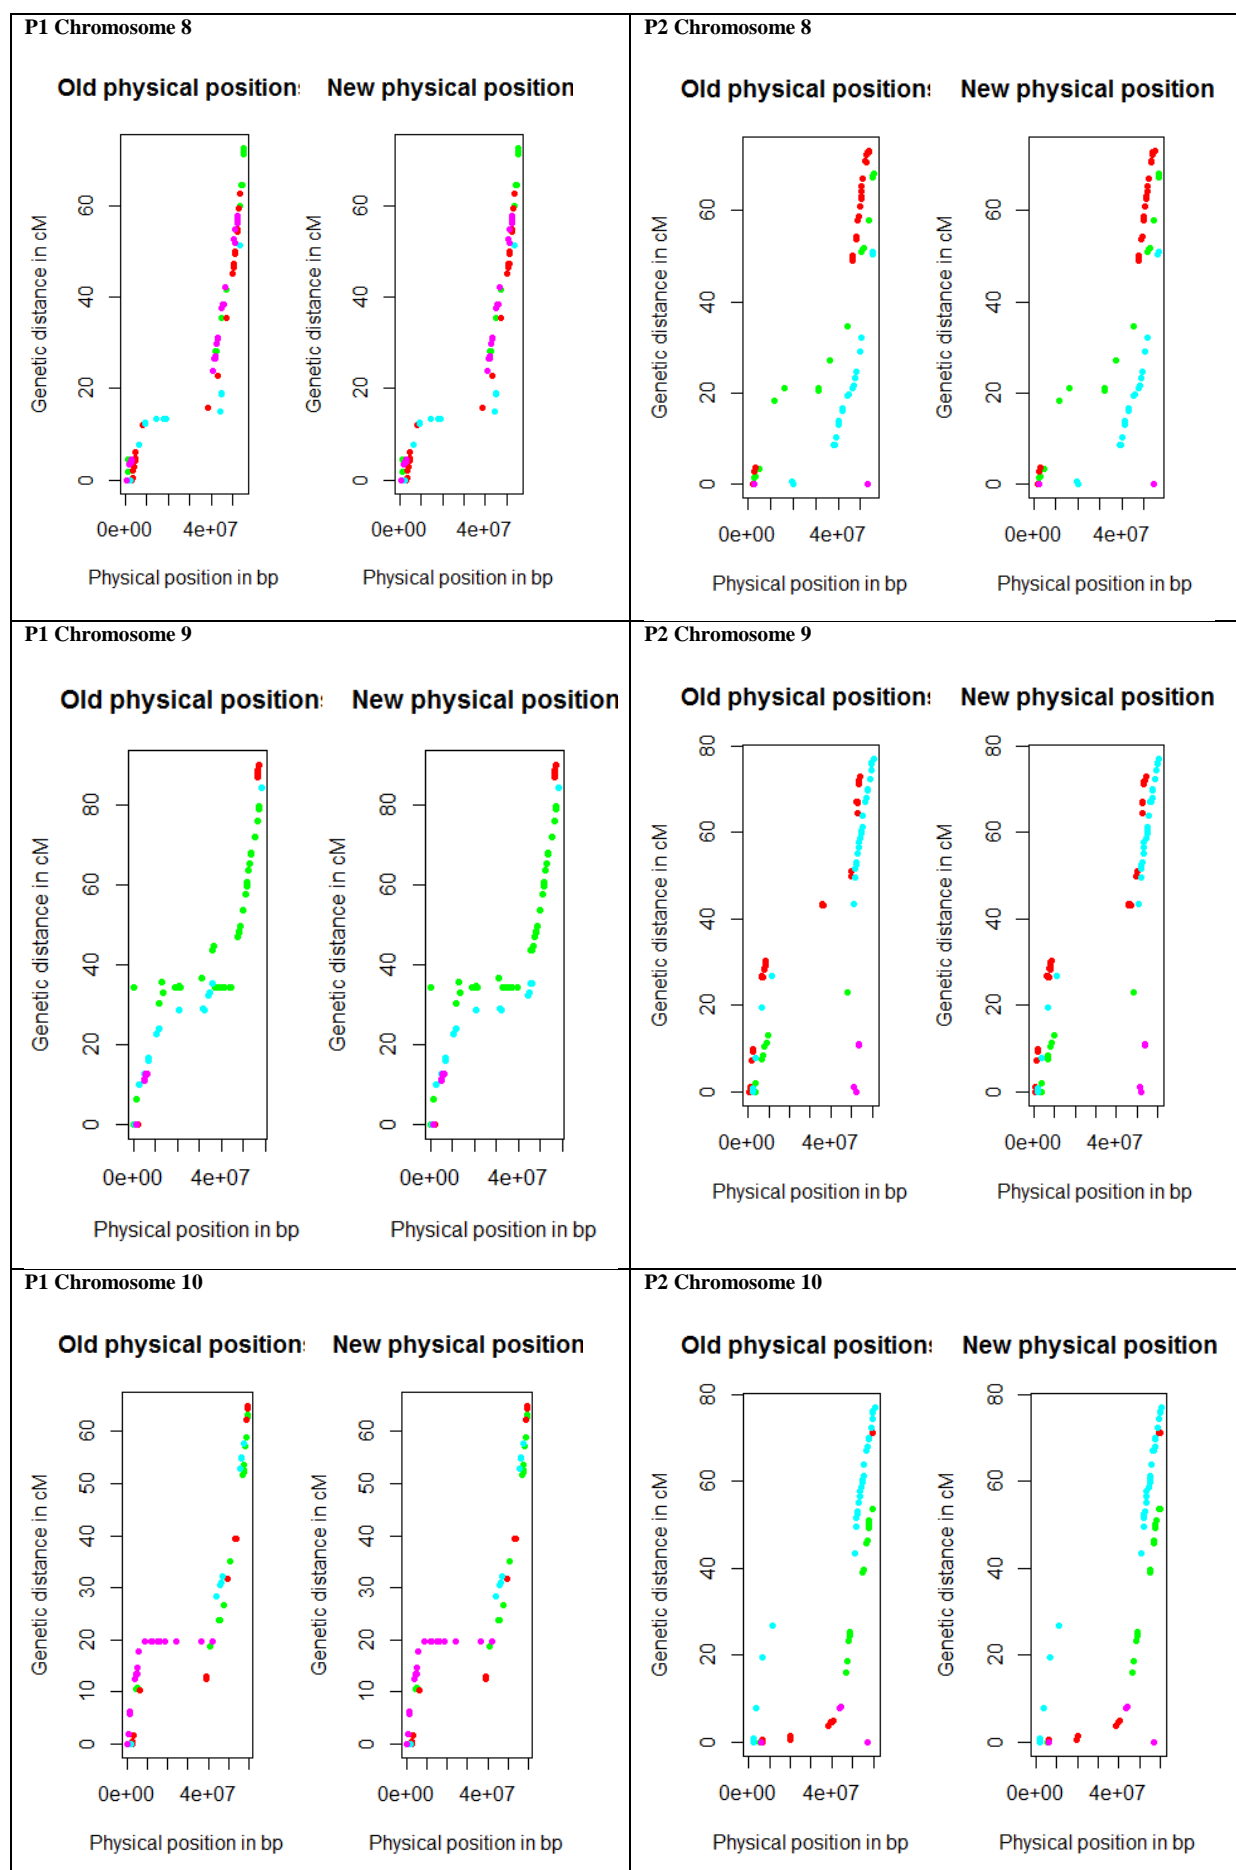 P1 Chromosome 8
Old physical positions
New physical position
Genetic distance in cM
0
20
40
60
0e+00 4e+07
Physical position in bp
Genetic distance in cM
0
20
40
60
0e+00 4e+07
Physical position in bp
P2 Chromosome 8
Old physical positions
New physical position
Genetic distance in cM
0
20
40
60
0e+00 4e+07
Physical position in bp
Genetic distance in cM
0
20
40
60
0e+00 4e+07
Physical position in bp
P1 Chromosome 9
Old physical positions
New physical position
Genetic distance in cM
0
20
40
60
80
0e+00 4e+07
Physical position in bp
Genetic distance in cM
0
20
40
60
80
0e+00 4e+07
Physical position in bp
P2 Chromosome 9
Old physical positions
New physical position
Genetic distance in cM
0
20
40
60
80
0e+00 4e+07
Physical position in bp
Genetic distance in cM
0
20
40
60
80
0e+00 4e+07
Physical position in bp
P1 Chromosome 10
Old physical positions
New physical position
Genetic distance in cM
0
10
20
30
40
50
60
0e+00 4e+07
Physical position in bp
Genetic distance in cM
0
10
20
30
40
50
60
0e+00 4e+07
Physical position in bp
P2 Chromosome 10
Old physical positions
New physical position
Genetic distance in cM
0
20
40
60
80
0e+00 4e+07
Physical position in bp
Genetic distance in cM
0
20
40
60
80
0e+00 4e+07
Physical position in bp